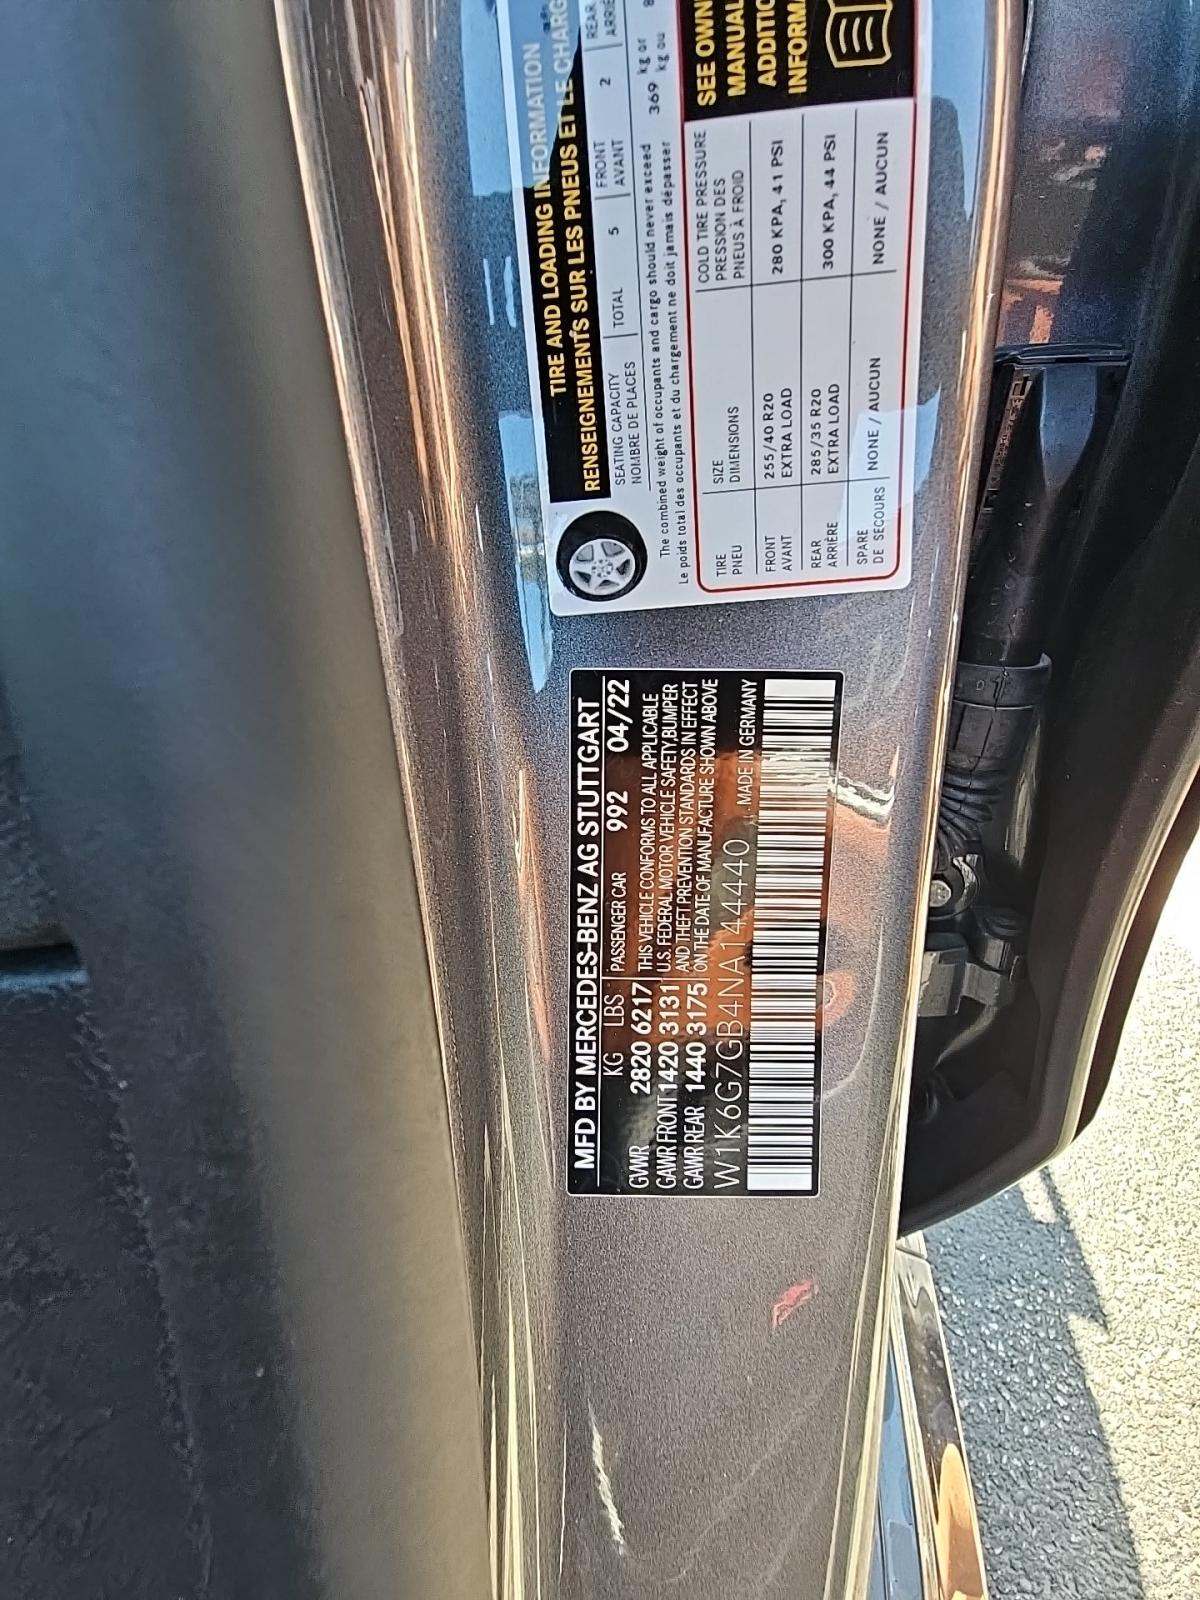 TIRE AND LOADING INFORMATION
RENSEIGNEMENTS SUR LES PNEUS ET LE CHARG
SEATING CAPACITY
NOMBRE DE PLACES
TOTAL 5
FRONT
AVANT 2
REAR
The combined weight of occupants and cargo should never exceed 369 kg or
Le poids total des occupants et du chargement ne doit jamais dépasser kg ou
TIRE SIZE COLD TIRE PRESSURE
PNEU DIMENSIONS PRESSION DES
PNEUS À FROID
FRONT 255/40 R20 280 KPA, 41 PSI
AVANT EXTRA LOAD
REAR 285/35 R20 300 KPA, 44 PSI
ARRIÈRE EXTRA LOAD
SPARE NONE / AUCUN NONE / AUCUN
DE SECOURS
SEE OWN
MANUAL
ADDITIO
INFORMA
MFD BY MERCEDES-BENZ AG STUTTGART
KG LBS. PASSENGER CAR 992 04/22
GVWR 2820 6217 THIS VEHICLE CONFORMS TO ALL APPLICABLE
GAWR FRONT 1420 3131 U.S. FEDERAL MOTOR VEHICLE SAFETY,BUMPER
GAWR REAR 1440 3175 AND THEFT PREVENTION STANDARDS IN EFFECT
ON THE DATE OF MANUFACTURE SHOWN ABOVE
W1K6G7GB4NA144440 MADE IN GERMANY